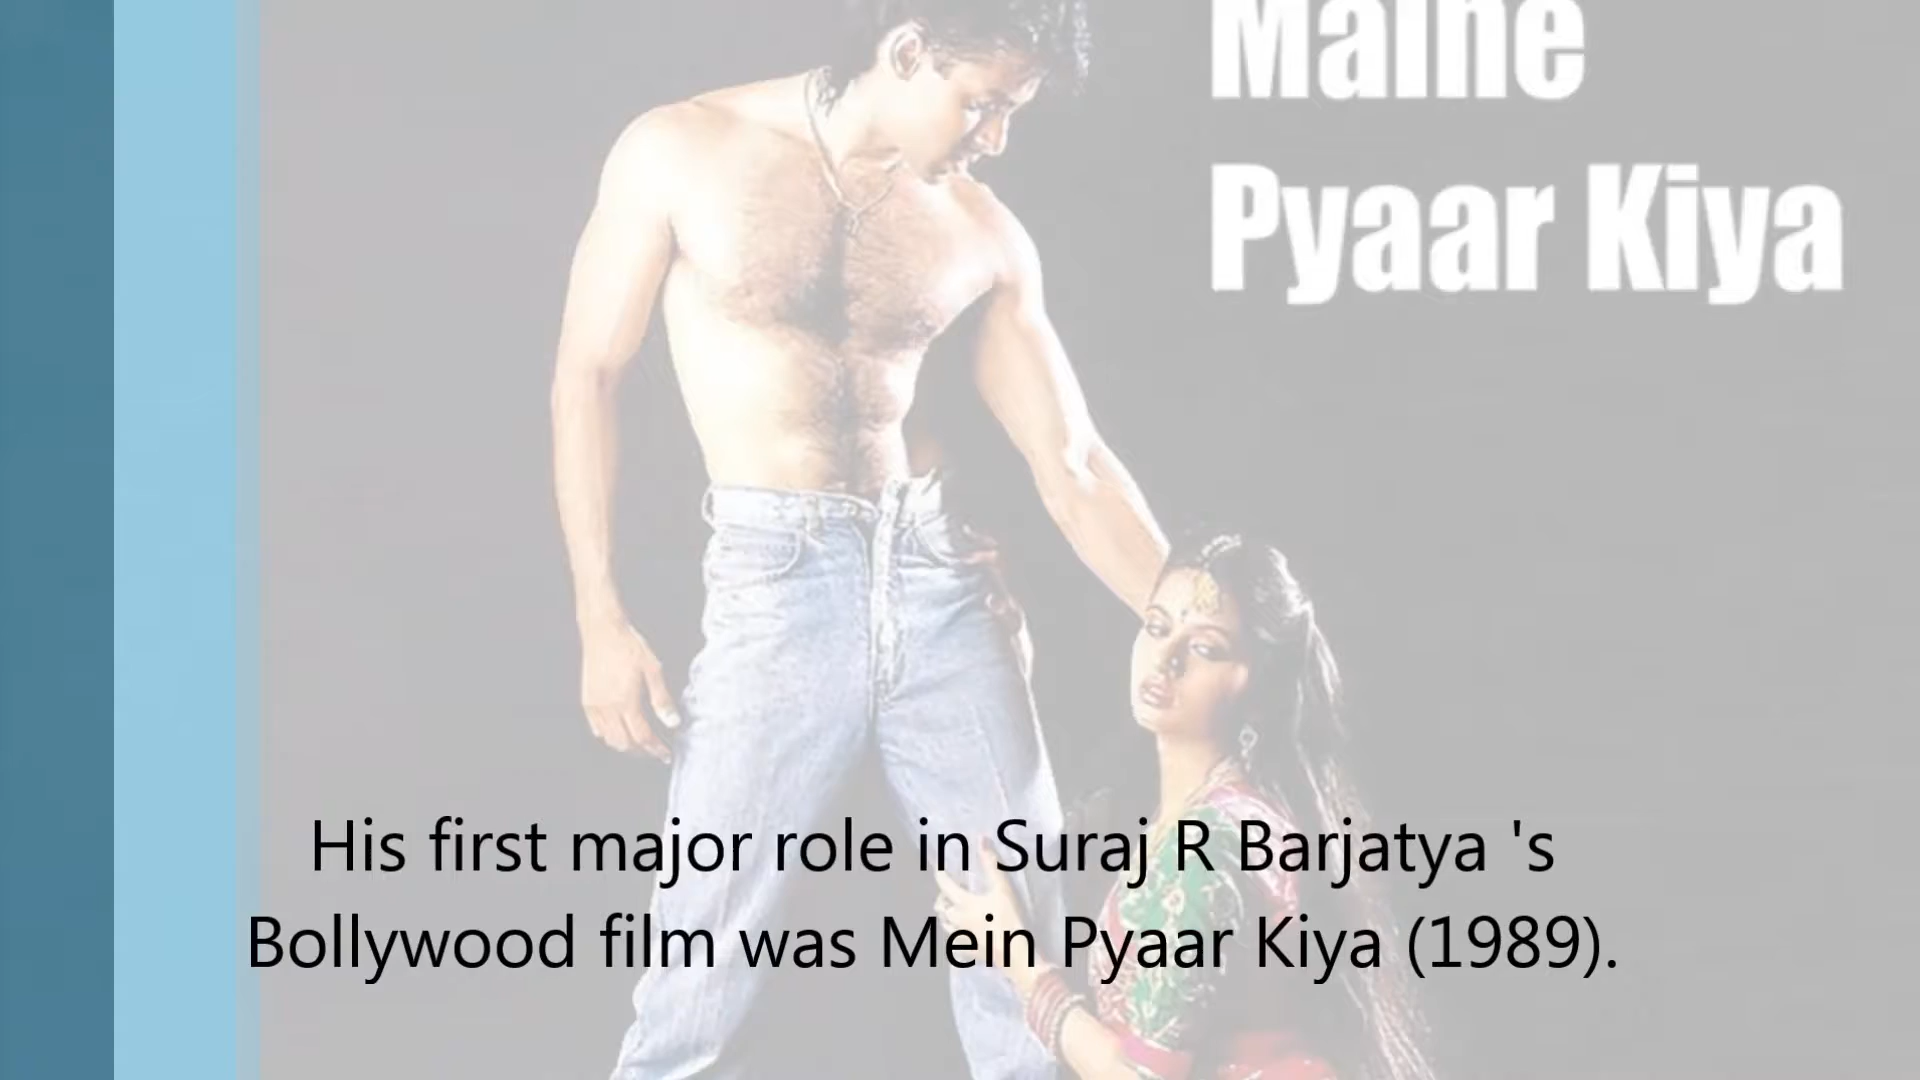 Maine
Pyaar Kiya
His first major role in Suraj R Barjatya 's
Bollywood film was Mein Pyaar Kiya (1989).